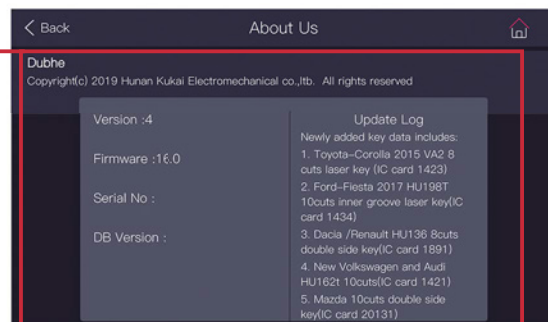 Back
About Us
Dubhe
Copyright(c) 2019 Hunan Kukai Electromechanical co.,ltb. All rights reserved
Version :4
Firmware :16.0
Serial No :
DB Version :
Update Log
Newly added key data includes:
1. Toyota-Corolla 2015 VA2 8
cuts laser key (IC card 1423)
2. Ford-Fiesta 2017 HU198T
10cuts inner groove laser key(IC
card 1434)
3. Dacia /Renault HU136 8cuts
double side key(IC card 1891)
4. New Volkswagen and Audi
HU162t 10cuts(IC card 1421)
5. Mazda 10cuts double side
key(IC card 20131)